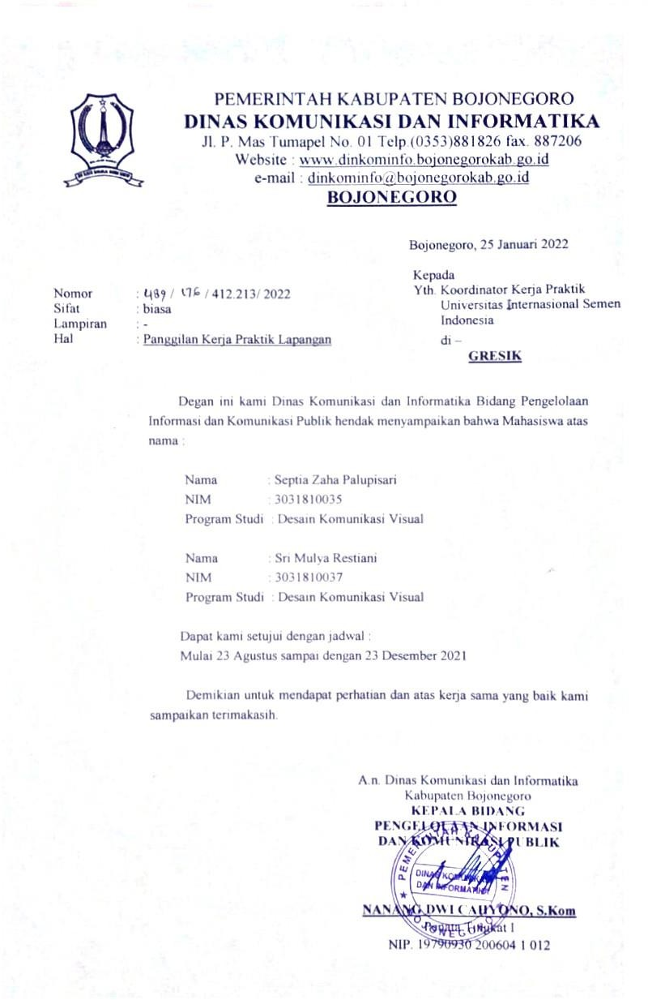 PEMERINTAH KABUPATEN BOJONEGORO
DINAS KOMUNIKASI DAN INFORMATIKA
Jl. P. Mas Tumapel No. 01 Telp.(0353)881826 fax. 887206
Website : www.dinkominfo.bojonegorokab.go.id
e-mail : dinkominfo@bojonegorokab.go.id
BOJONEGORO
Bojonegoro, 25 Januari 2022
Kepada
Yth. Koordinator Kerja Praktik
Universitas Internasional Semen
Indonesia
di –
GRESIK
Nomor : 489 / 176 / 412.213/ 2022
Sifat : biasa
Lampiran : -
Hal : Panggilan Kerja Praktik Lapangan
Degan ini kami Dinas Komunikasi dan Informatika Bidang Pengelolaan
Informasi dan Komunikasi Publik hendak menyampaikan bahwa Mahasiswa atas
nama :
Nama : Septia Zaha Palupisari
NIM : 3031810035
Program Studi : Desain Komunikasi Visual
Nama : Sri Mulya Restiani
NIM : 3031810037
Program Studi : Desain Komunikasi Visual
Dapat kami setujui dengan jadwal :
Mulai 23 Agustus sampai dengan 23 Desember 2021
Demikian untuk mendapat perhatian dan atas kerja sama yang baik kami
sampaikan terimakasih.
A.n. Dinas Komunikasi dan Informatika
Kabupaten Bojonegoro
KEPALA BIDANG
PENGELOLAAN INFORMASI
DAN KOMUNIKASI PUBLIK
PEMERINTAH KABUPATEN
DINAS KOMUNIKASI
DAN INFORMATIKA
BOJONEGORO
NANANG DWI CAHYONO, S.Kom
Penata Tingkat I
NIP. 19790930 200604 1 012